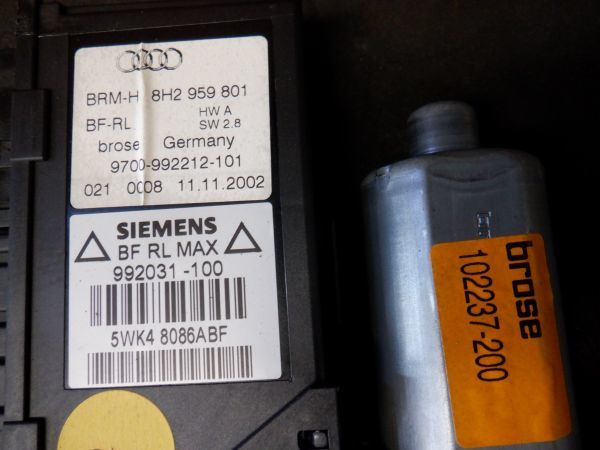 BRM-H 8H2 959 801
BF-RL HW A
SW 2.8
brose Germany
9700-992212-101
021 0008 11.11.2002
SIEMENS
BF RL MAX
992031-100
5WK4 8086ABF
brose
102237-200